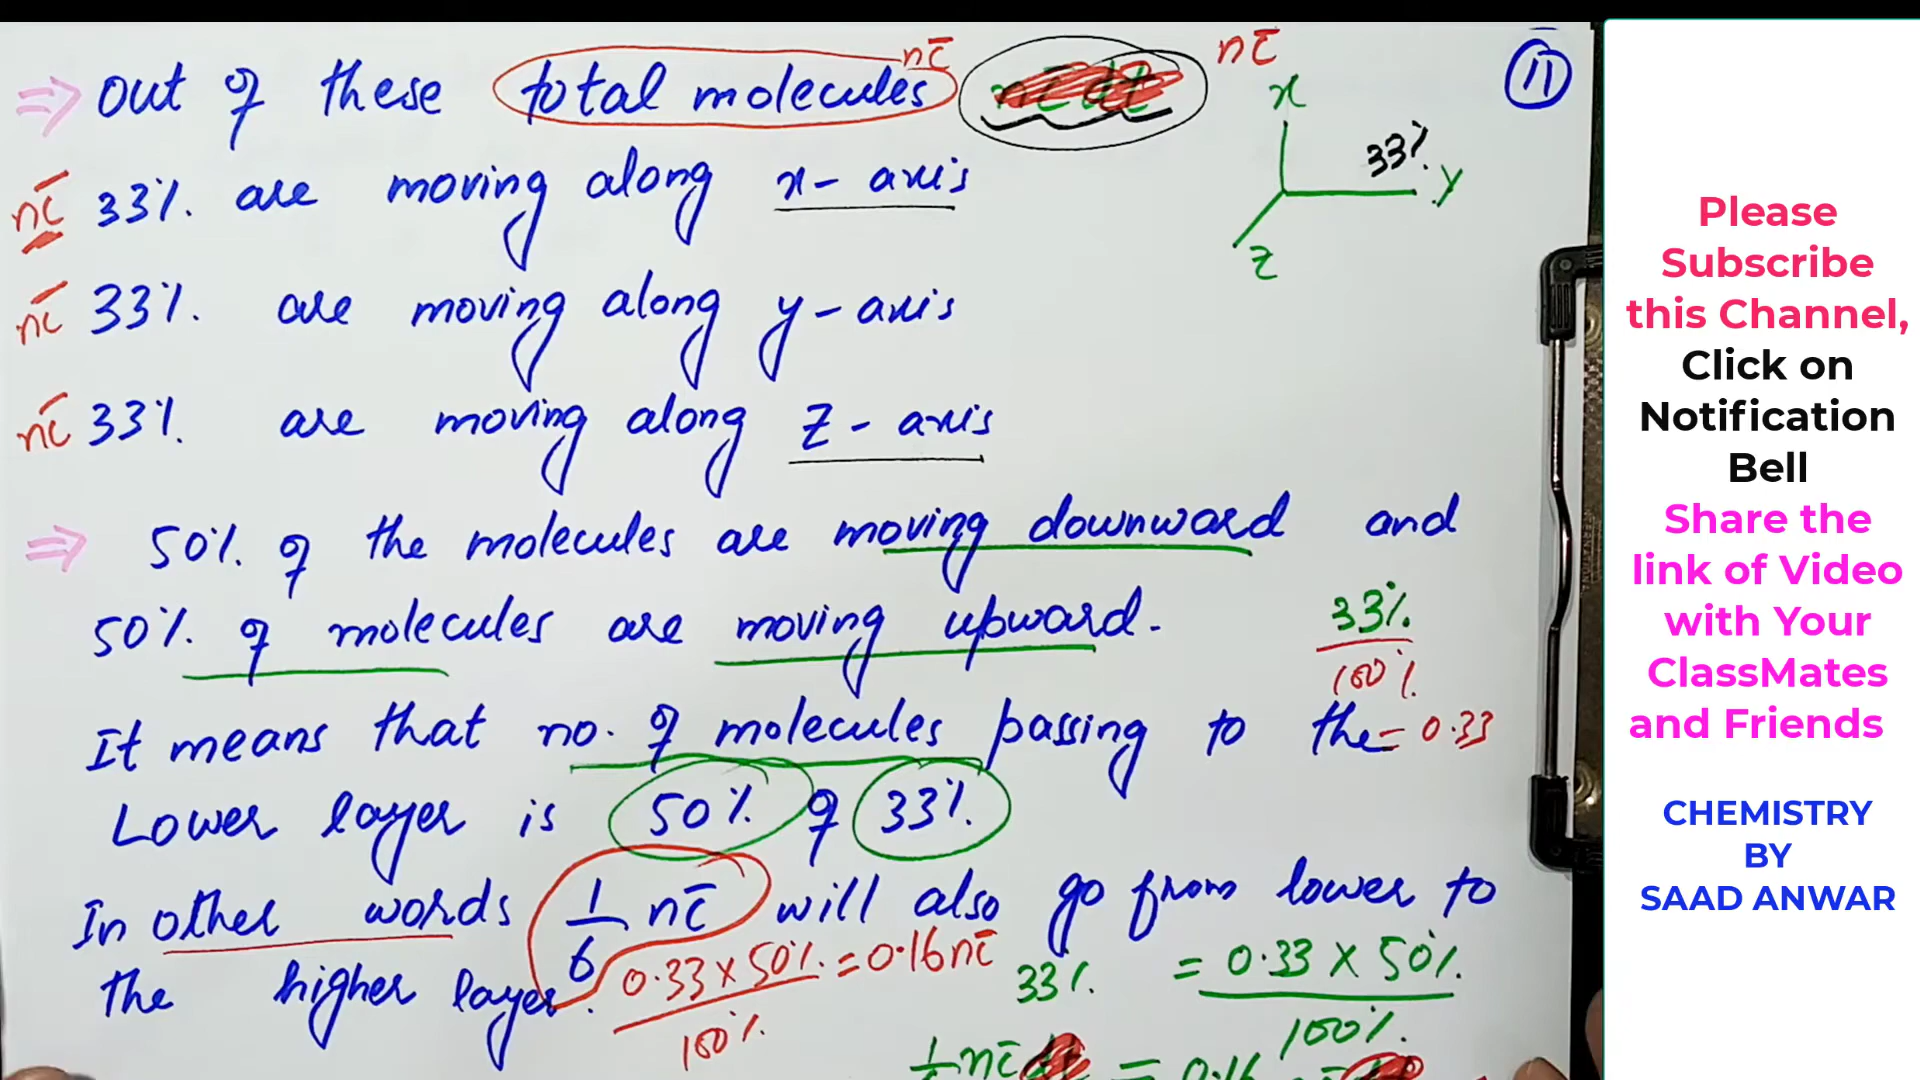 ⇒ Out of these total molecules nc̄ nc̄
11
x
nc̄ 33%. are moving along x-axis
33%. y
z
nc̄ 33%. are moving along y-axis
nc̄ 33%. are moving along z-axis
⇒ 50%. of the molecules are moving downward and
50%. of molecules are moving upward.
33%.
100%.
It means that no. of molecules passing to the = 0.33
Lower layer is 50%. of 33%.
In other words 1/6 nc̄ will also go from lower to
the higher layer.
0.33 x 50%. = 0.16 nc̄
100%.
33%. = 0.33 x 50%.
100%.
nc̄ = 0.16
Please
Subscribe
this Channel,
Click on
Notification
Bell
Share the
link of Video
with Your
ClassMates
and Friends
CHEMISTRY
BY
SAAD ANWAR